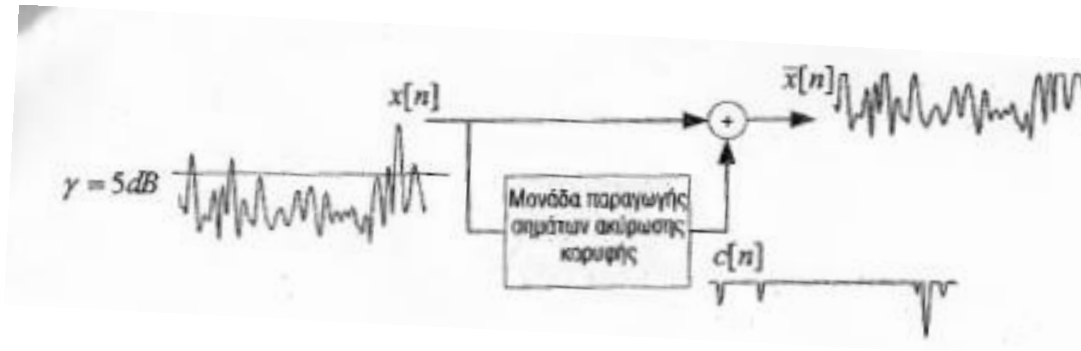 x[n]
x̄[n]
γ = 5dB
Μονάδα παραγωγής
σημάτων ακύρωσης
κορυφής
c[n]
+